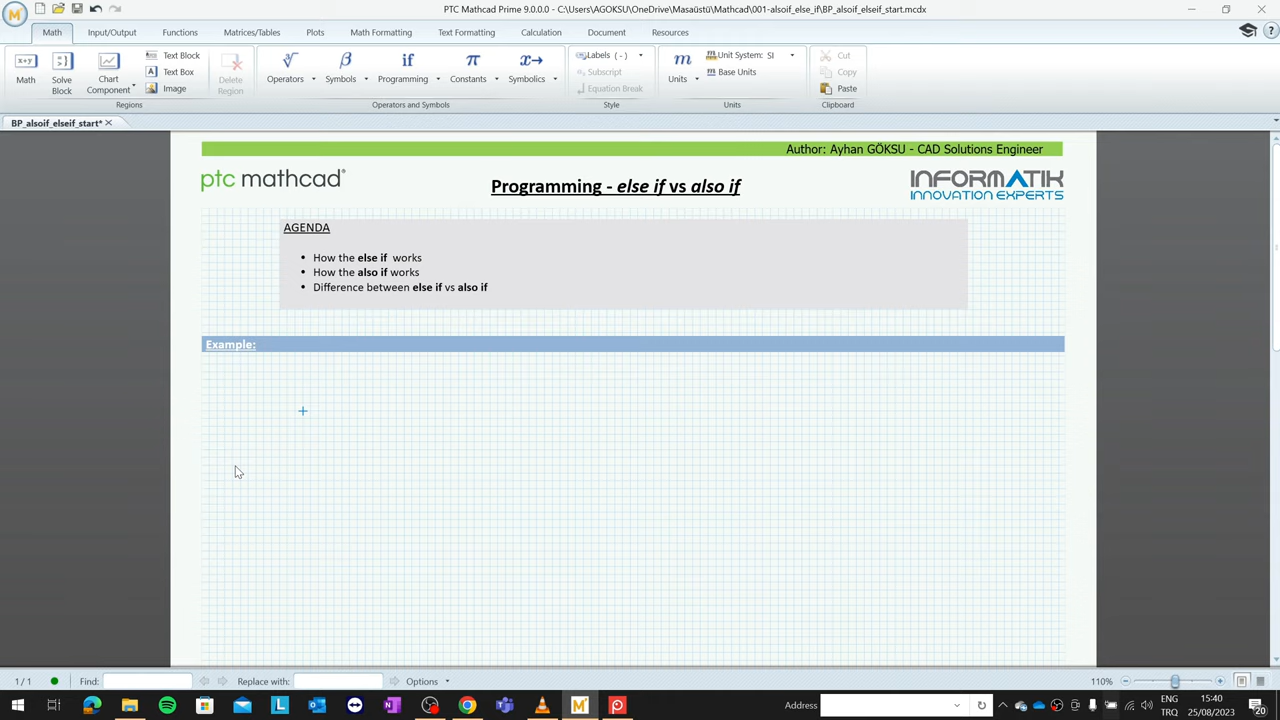 PTC Mathcad Prime 9.0.0.0 - C:\Users\AGOKSU\OneDrive\Masaüstü\Mathcad\001-alsoif_else_if\BP_alsoif_elseif_start.mcdx
Math
Input/Output
Functions
Matrices/Tables
Plots
Math Formatting
Text Formatting
Calculation
Document
Resources
Math
Solve Block
Chart Component
Text Block
Text Box
Image
Delete Region
Operators
Symbols
if
Programming
Constants
Symbolics
Labels ( - )
Subscript
Equation Break
Units
Unit System: SI
Base Units
Cut
Copy
Paste
Regions
Operators and Symbols
Style
Units
Clipboard
BP_alsoif_elseif_start*
Author: Ayhan GÖKSU - CAD Solutions Engineer
ptc mathcad®
Programming - else if vs also if
INFORMATIK
INNOVATION EXPERTS
AGENDA
• How the else if works
• How the also if works
• Difference between else if vs also if
Example:
1 / 1
Find:
Replace with:
Options
110%
Address
ENG
TRQ
15:40
25/08/2023
20